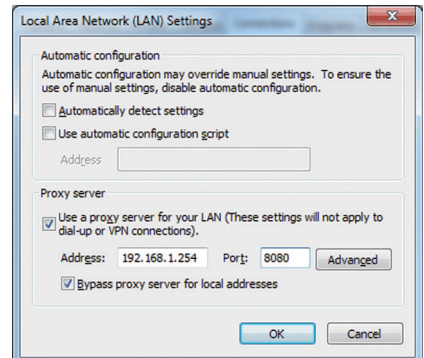 Local Area Network (LAN) Settings
Automatic configuration
Automatic configuration may override manual settings. To ensure the
use of manual settings, disable automatic configuration.
Automatically detect settings
Use automatic configuration script
Address
Proxy server
Use a proxy server for your LAN (These settings will not apply to
dial-up or VPN connections).
Address: 192.168.1.254 Port: 8080 Advanced
Bypass proxy server for local addresses
OK Cancel